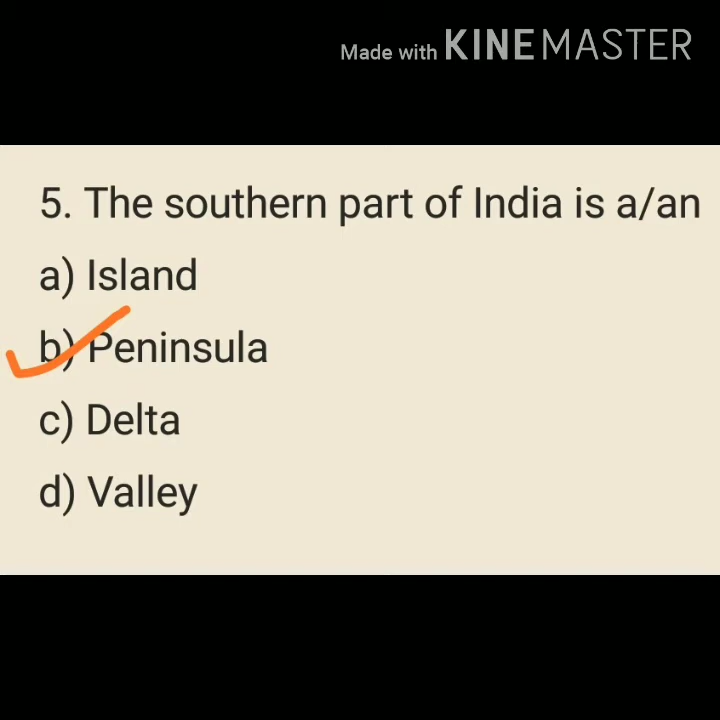 Made with KINEMASTER
5. The southern part of India is a/an
a) Island
b) Peninsula
c) Delta
d) Valley